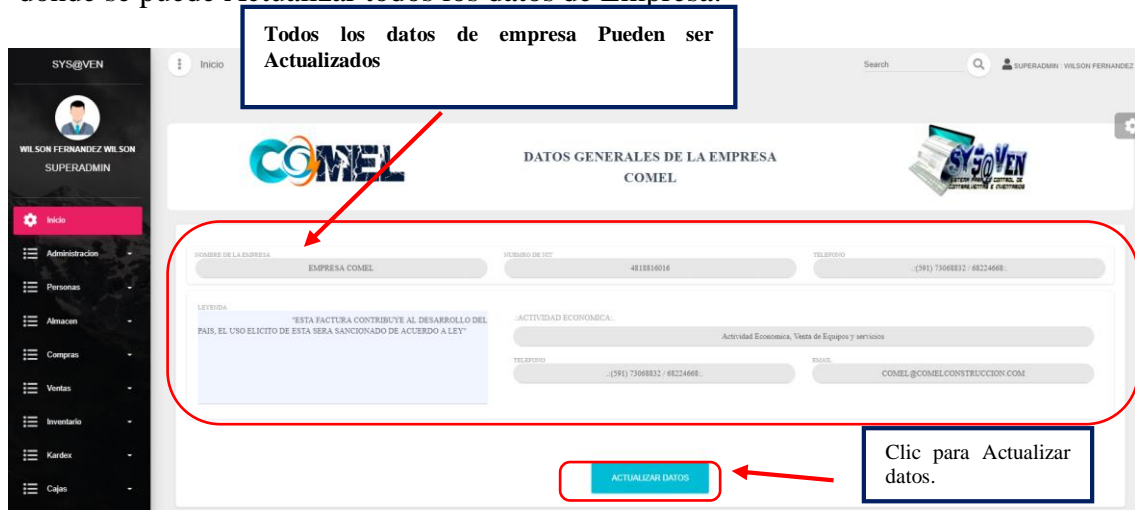 donde se puede Actualizar todos los datos de Empresa.
Todos los datos de empresa Pueden ser
Actualizados
SYS@VEN
Inicio
Search
SUPERADMIN : WILSON FERNANDEZ
WILSON FERNANDEZ WILSON
SUPERADMIN
COMEL
DATOS GENERALES DE LA EMPRESA
COMEL
SYS@VEN
Inicio
Administracion
Personas
Almacen
Compras
Ventas
Inventario
Kardex
Cajas
NOMBRE DE LA EMPRESA
EMPRESA COMEL
NUEMRO DE NIT
4818816016
TELEFONO
.:(591) 73068832 / 68224668:.
LEYENDA
"ESTA FACTURA CONTRIBUYE AL DESARROLLO DEL
PAIS, EL USO ELICITO DE ESTA SERA SANCIONADO DE ACUERDO A LEY"
.:ACTIVIDAD ECONOMICA:.
Actividad Economica, Venta de Equipos y servicios
TELEFONO
.:(591) 73068832 / 68224668:.
EMAIL
COMEL@COMELCONSTRUCCION.COM
ACTUALIZAR DATOS
Clic para Actualizar
datos.